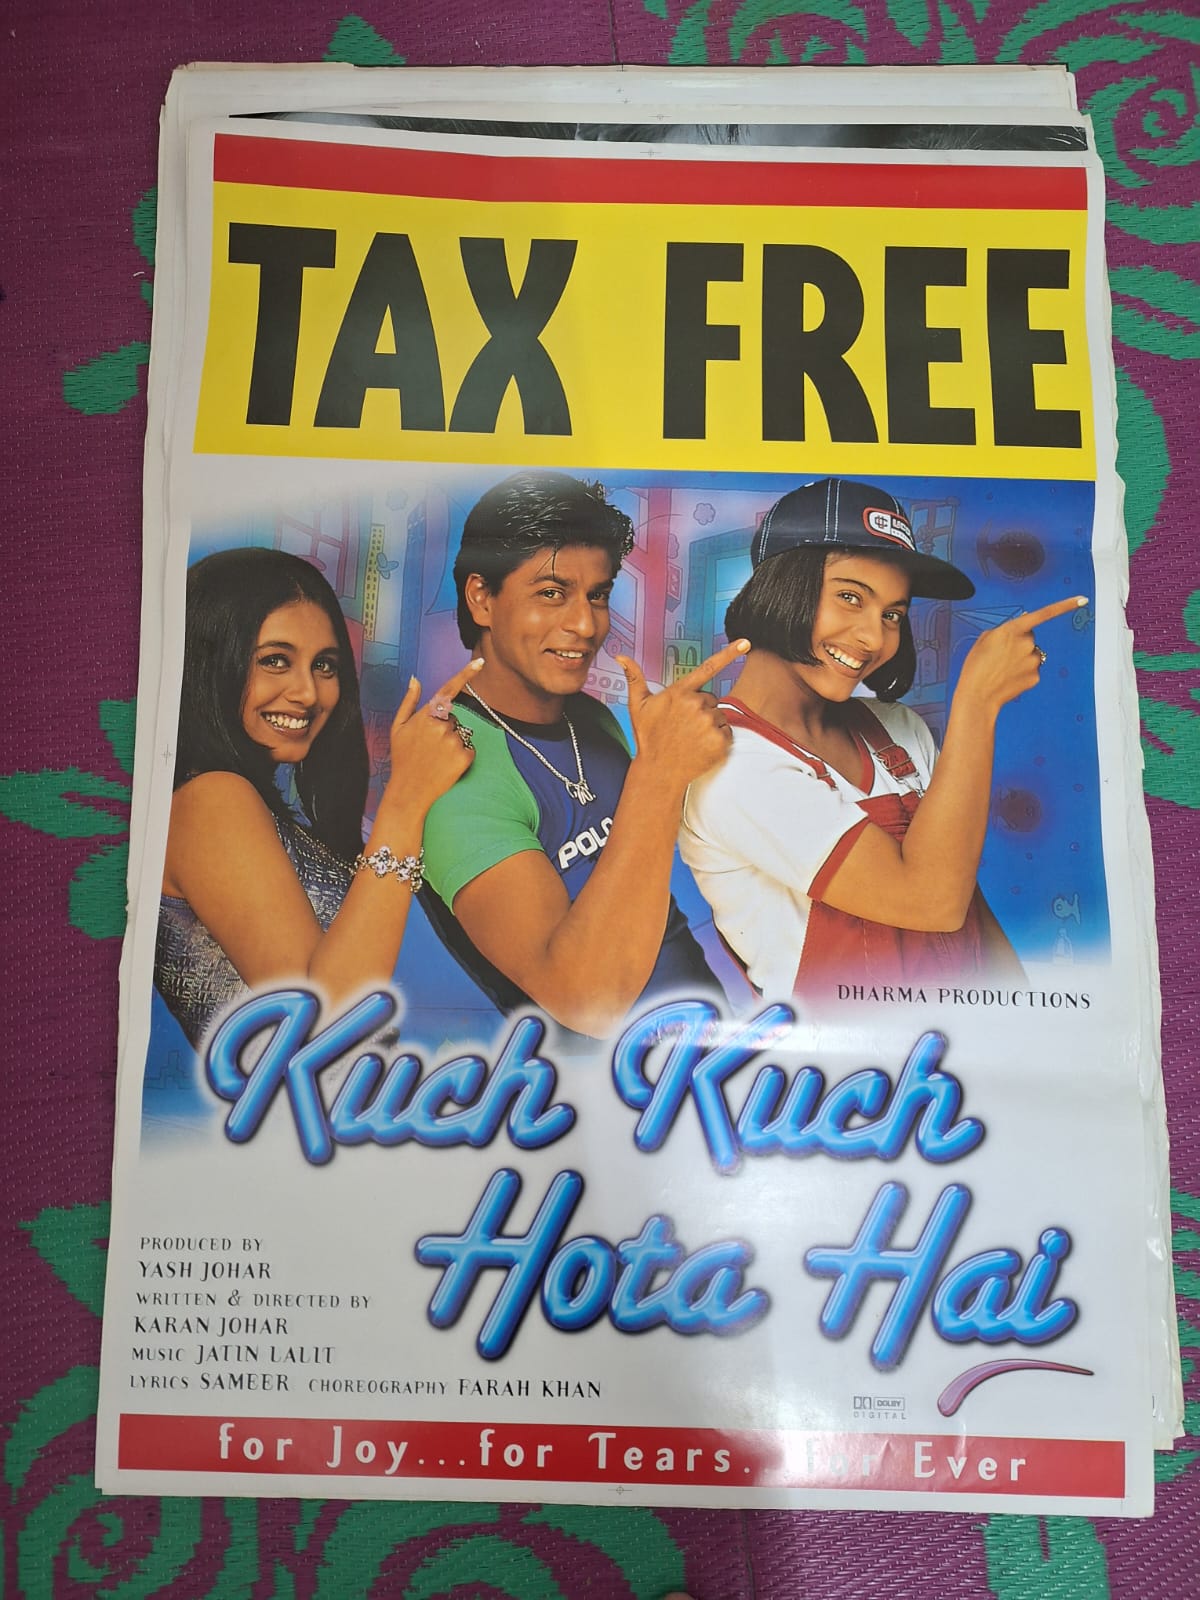 TAX FREE
POLO
DHARMA PRODUCTIONS
Kuch Kuch
Hota Hai
PRODUCED BY
YASH JOHAR
WRITTEN & DIRECTED BY
KARAN JOHAR
MUSIC JATIN LALIT
LYRICS SAMEER CHOREOGRAPHY FARAH KHAN
DOLBY
DIGITAL
for Joy...for Tears...for Ever